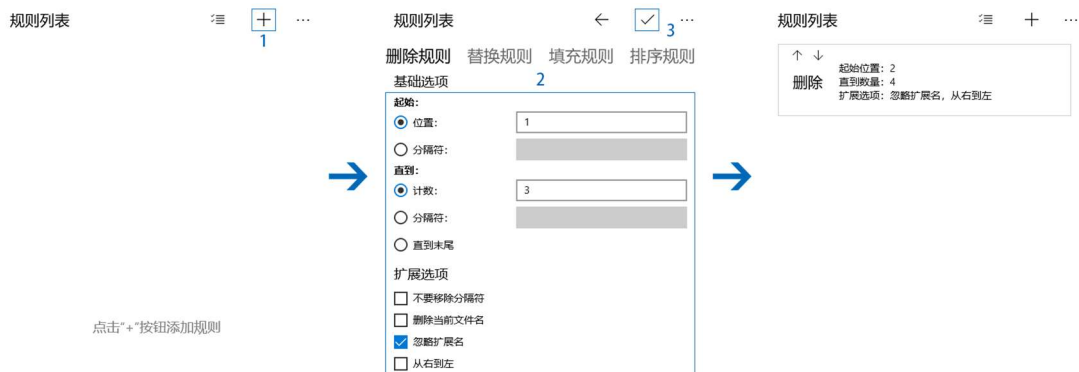 规则列表
1
点击"+"按钮添加规则
规则列表
3
删除规则 替换规则 填充规则 排序规则
2
基础选项
起始：
位置： 1
分隔符：
直到：
计数： 3
分隔符：
直到末尾
扩展选项
不要移除分隔符
删除当前文件名
忽略扩展名
从右到左
规则列表
删除
起始位置：2
直到数量：4
扩展选项：忽略扩展名，从右到左